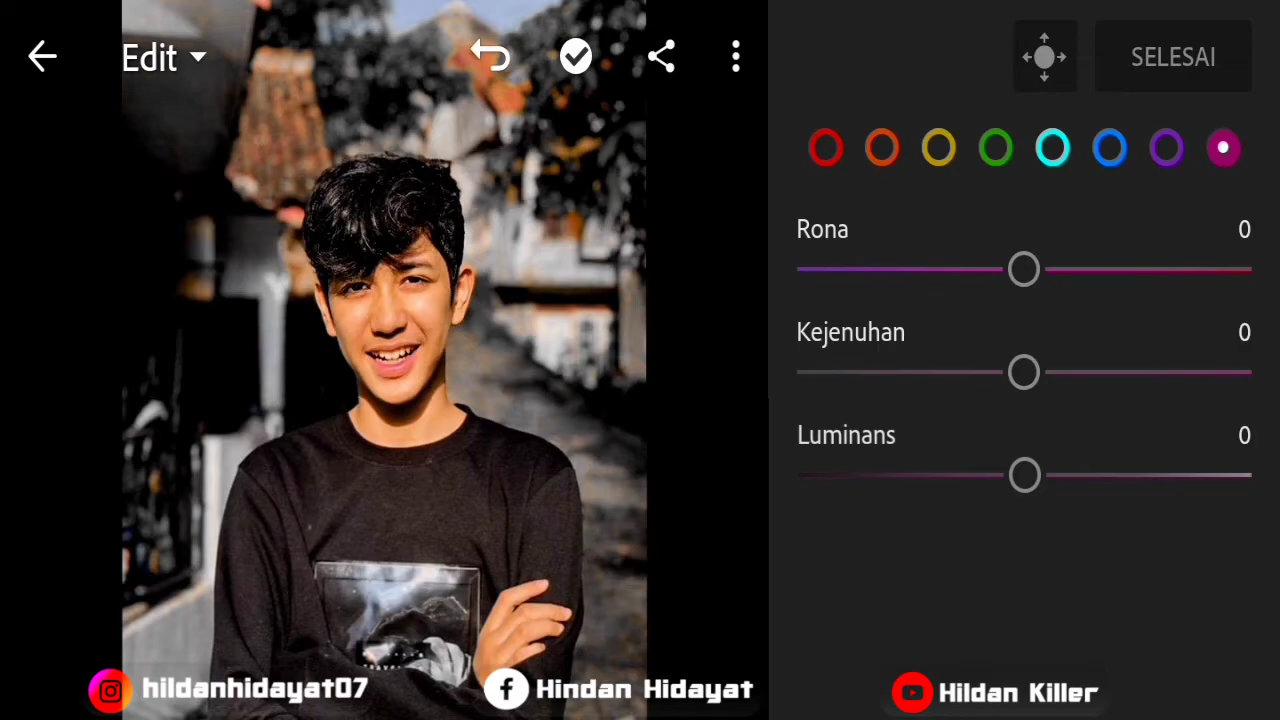 Edit
SELESAI
Rona 0
Kejenuhan 0
Luminans 0
hildanhidayat07
Hindan Hidayat
Hildan Killer